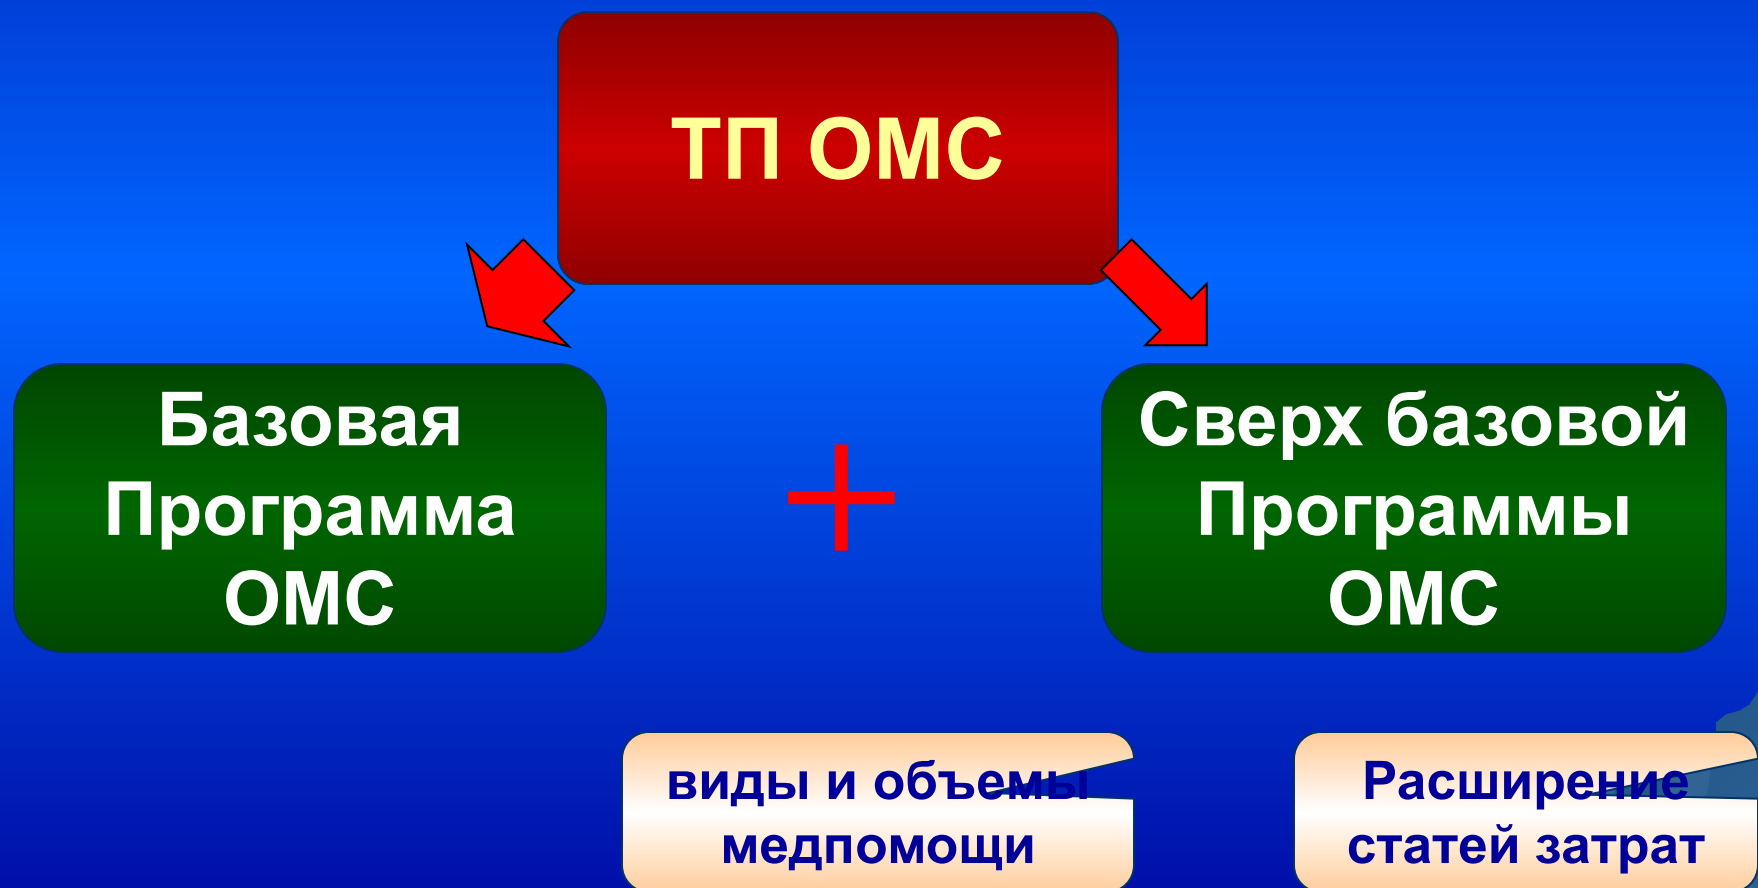 ТП ОМС
Базовая
Программа
ОМС
Сверх базовой
Программы
ОМС
виды и объемы
медпомощи
Расширение
статей затрат